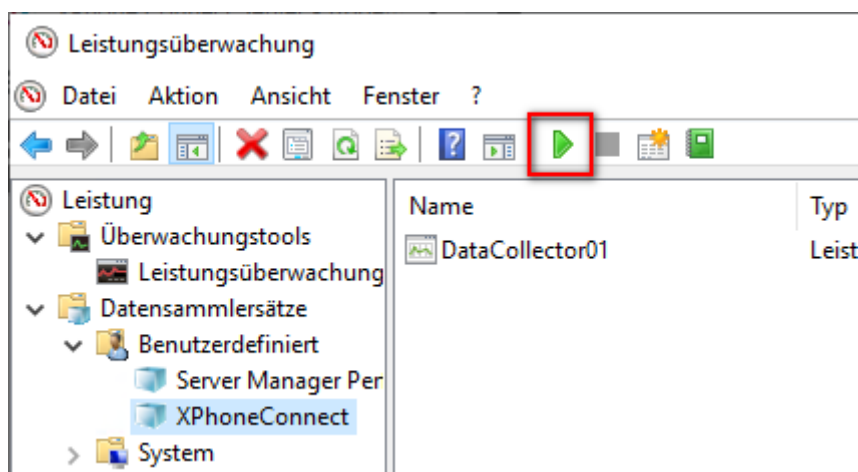 Leistungsüberwachung
Datei Aktion Ansicht Fenster ?
Leistung
Überwachungstools
Leistungsüberwachung
Datensammlersätze
Benutzerdefiniert
Server Manager Per
XPhoneConnect
System
Name Typ
DataCollector01 Leist